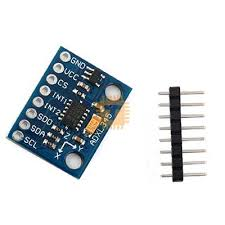 GND
VCC
CS
INT1
INT2
SDO
SDA
SCL
ADXL345
Z
Y
X